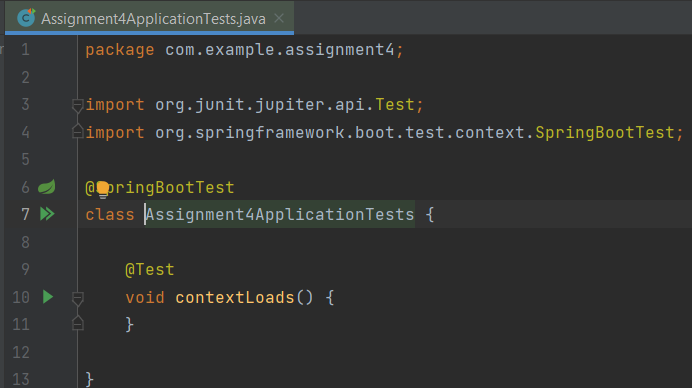 Assignment4ApplicationTests.java
1 package com.example.assignment4;
2
3 import org.junit.jupiter.api.Test;
4 import org.springframework.boot.test.context.SpringBootTest;
5
6 @SpringBootTest
7 class Assignment4ApplicationTests {
8
9 @Test
10 void contextLoads() {
11 }
12
13 }